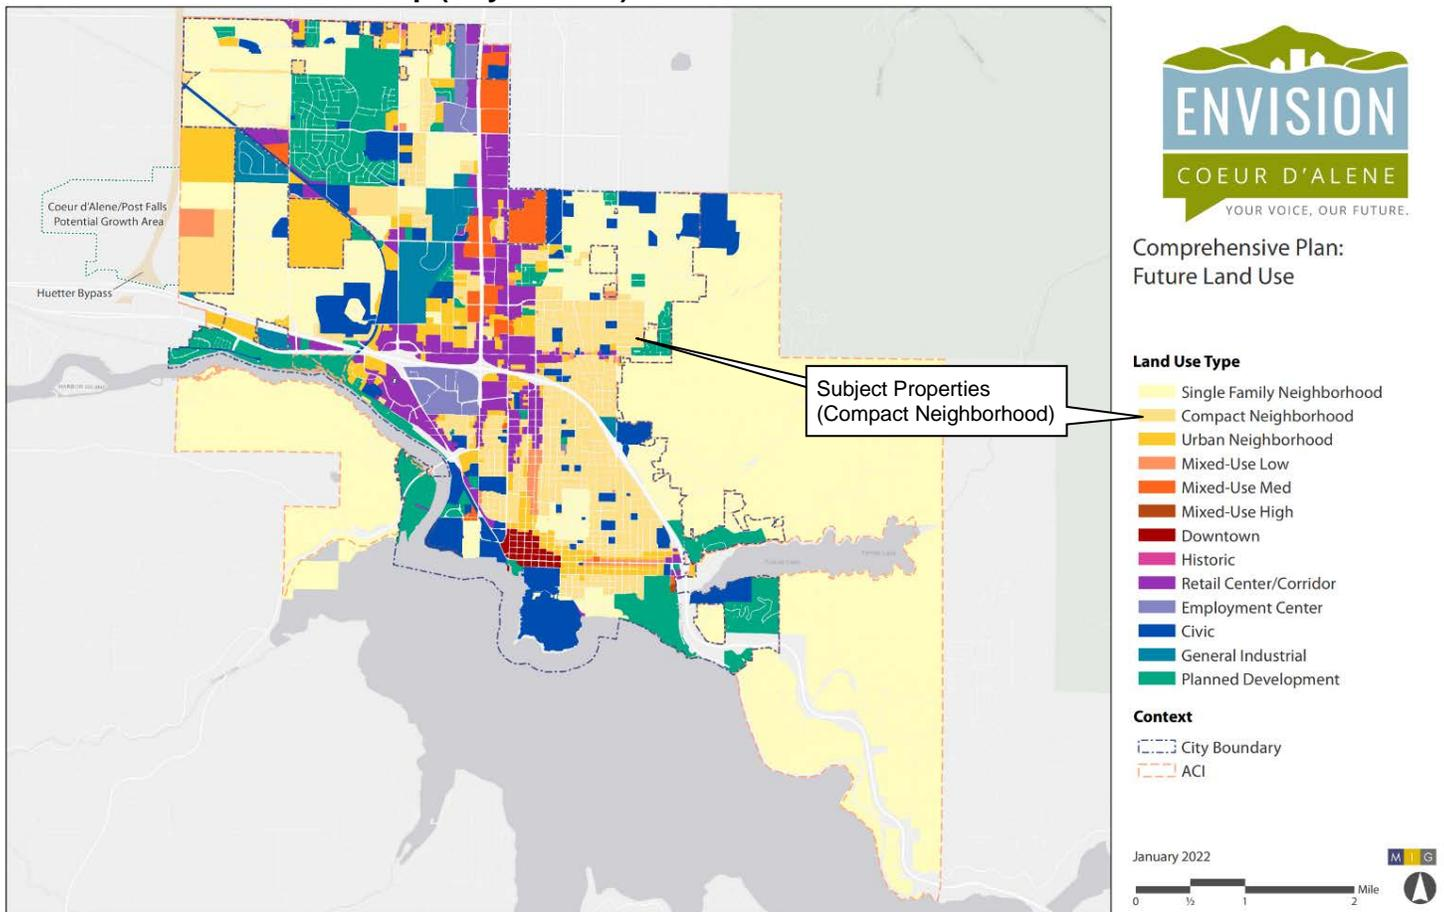 Coeur d'Alene/Post Falls
Potential Growth Area
Huetter Bypass
Subject Properties
(Compact Neighborhood)
ENVISION
COEUR D'ALENE
YOUR VOICE, OUR FUTURE.
Comprehensive Plan:
Future Land Use
Land Use Type
Single Family Neighborhood
Compact Neighborhood
Urban Neighborhood
Mixed-Use Low
Mixed-Use Med
Mixed-Use High
Downtown
Historic
Retail Center/Corridor
Employment Center
Civic
General Industrial
Planned Development
Context
City Boundary
ACI
January 2022
M I G
Mile
0 ½ 1 2